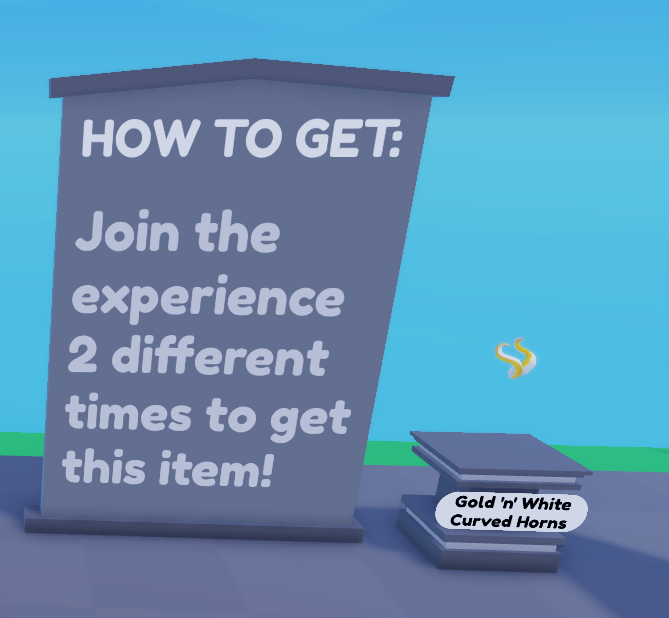 HOW TO GET:
Join the
experience
2 different
times to get
this item!
Gold 'n' White
Curved Horns